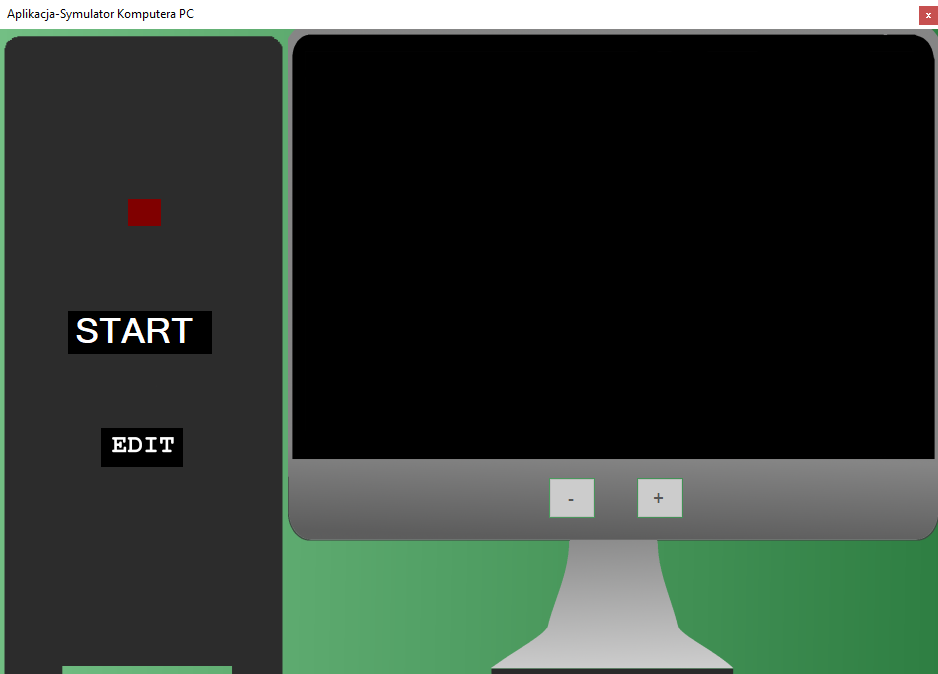 Aplikacja-Symulator Komputera PC
x
START
EDIT
- +